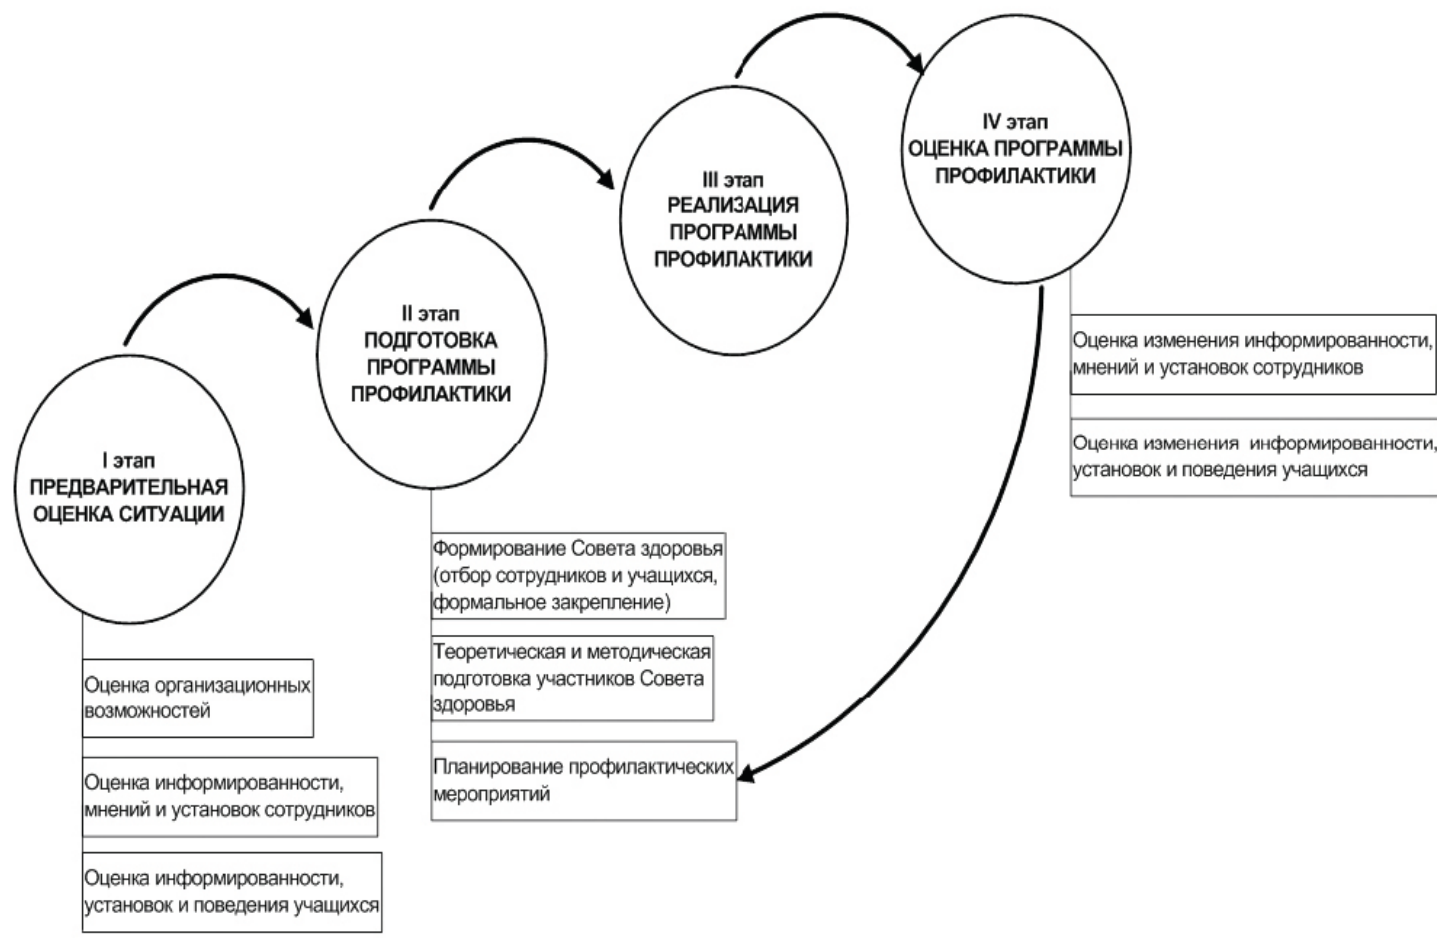 I этап
ПРЕДВАРИТЕЛЬНАЯ
ОЦЕНКА СИТУАЦИИ
Оценка организационных
возможностей
Оценка информированности,
мнений и установок сотрудников
Оценка информированности,
установок и поведения учащихся
II этап
ПОДГОТОВКА
ПРОГРАММЫ
ПРОФИЛАКТИКИ
Формирование Совета здоровья
(отбор сотрудников и учащихся,
формальное закрепление)
Теоретическая и методическая
подготовка участников Совета
здоровья
Планирование профилактических
мероприятий
III этап
РЕАЛИЗАЦИЯ
ПРОГРАММЫ
ПРОФИЛАКТИКИ
IV этап
ОЦЕНКА ПРОГРАММЫ
ПРОФИЛАКТИКИ
Оценка изменения информированности,
мнений и установок сотрудников
Оценка изменения информированности,
установок и поведения учащихся